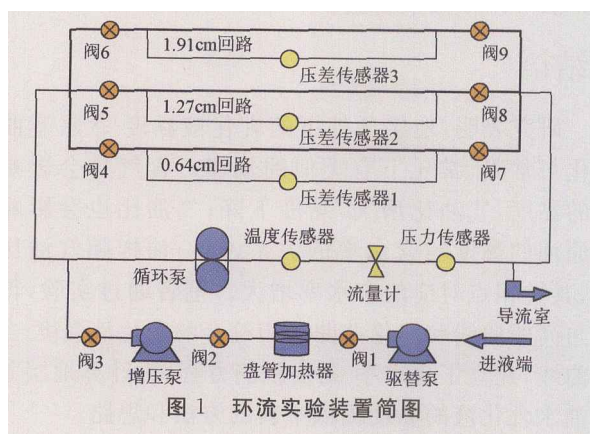 阀6
1.91cm回路
阀9
压差传感器3
阀5
1.27cm回路
阀8
压差传感器2
阀4
0.64cm回路
阀7
压差传感器1
温度传感器
压力传感器
循环泵
流量计
导流室
阀3
增压泵
阀2
盘管加热器
阀1
驱替泵
进液端
图 1 环流实验装置简图